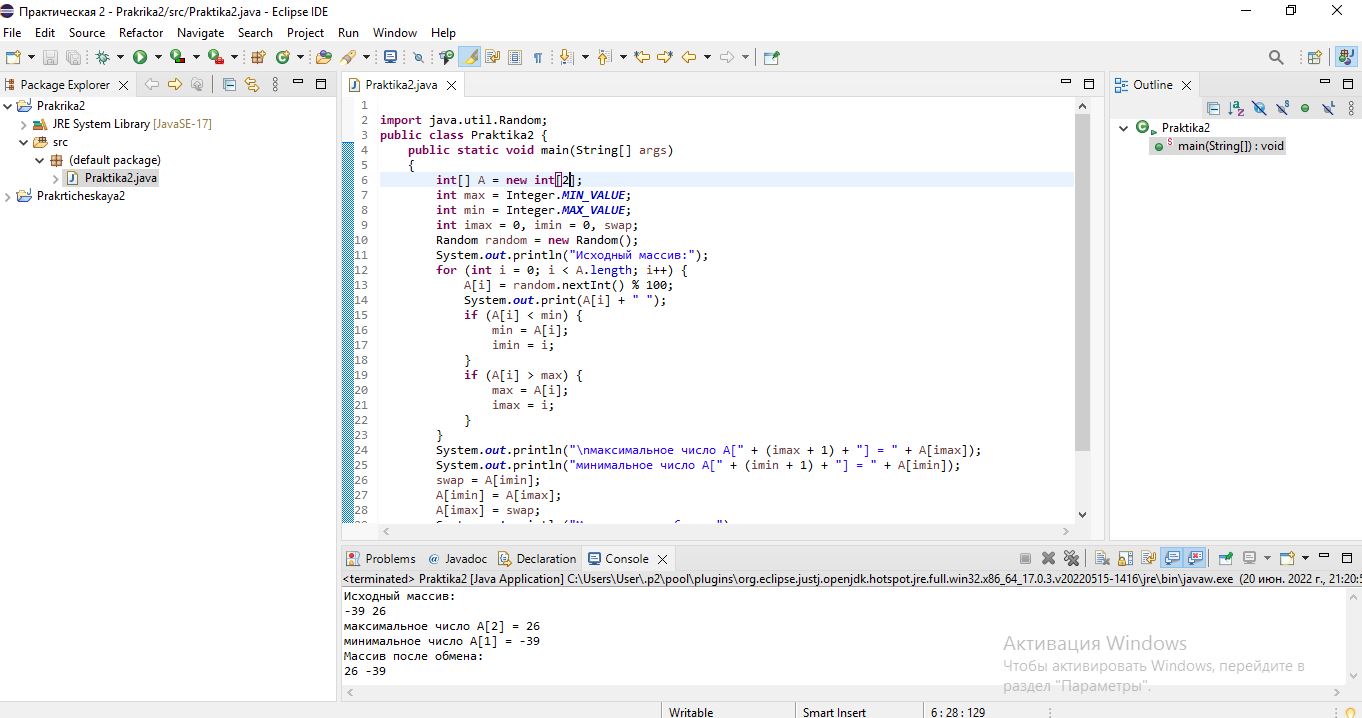 Практическая 2 - Prakrika2/src/Praktika2.java - Eclipse IDE
File Edit Source Refactor Navigate Search Project Run Window Help
Package Explorer
Prakrika2
JRE System Library [JavaSE-17]
src
(default package)
Praktika2.java
Prakrticheskaya2
Praktika2.java
1
2 import java.util.Random;
3 public class Praktika2 {
4 public static void main(String[] args)
5 {
6 int[] A = new int[2];
7 int max = Integer.MIN_VALUE;
8 int min = Integer.MAX_VALUE;
9 int imax = 0, imin = 0, swap;
10 Random random = new Random();
11 System.out.println("Исходный массив:");
12 for (int i = 0; i < A.length; i++) {
13 A[i] = random.nextInt() % 100;
14 System.out.print(A[i] + " ");
15 if (A[i] < min) {
16 min = A[i];
17 imin = i;
18 }
19 if (A[i] > max) {
20 max = A[i];
21 imax = i;
22 }
23 }
24 System.out.println("\nмаксимальное число A[" + (imax + 1) + "] = " + A[imax]);
25 System.out.println("минимальное число A[" + (imin + 1) + "] = " + A[imin]);
26 swap = A[imin];
27 A[imin] = A[imax];
28 A[imax] = swap;
Outline
Praktika2
main(String[]) : void
Problems @ Javadoc Declaration Console
<terminated> Praktika2 [Java Application] C:\Users\User\.p2\pool\plugins\org.eclipse.justj.openjdk.hotspot.jre.full.win32.x86_64_17.0.3.v20220515-1416\jre\bin\javaw.exe (20 июн. 2022 г., 21:20:
Исходный массив:
-39 26
максимальное число A[2] = 26
минимальное число A[1] = -39
Массив после обмена:
26 -39
Активация Windows
Чтобы активировать Windows, перейдите в
раздел "Параметры".
Writable Smart Insert 6 : 28 : 129